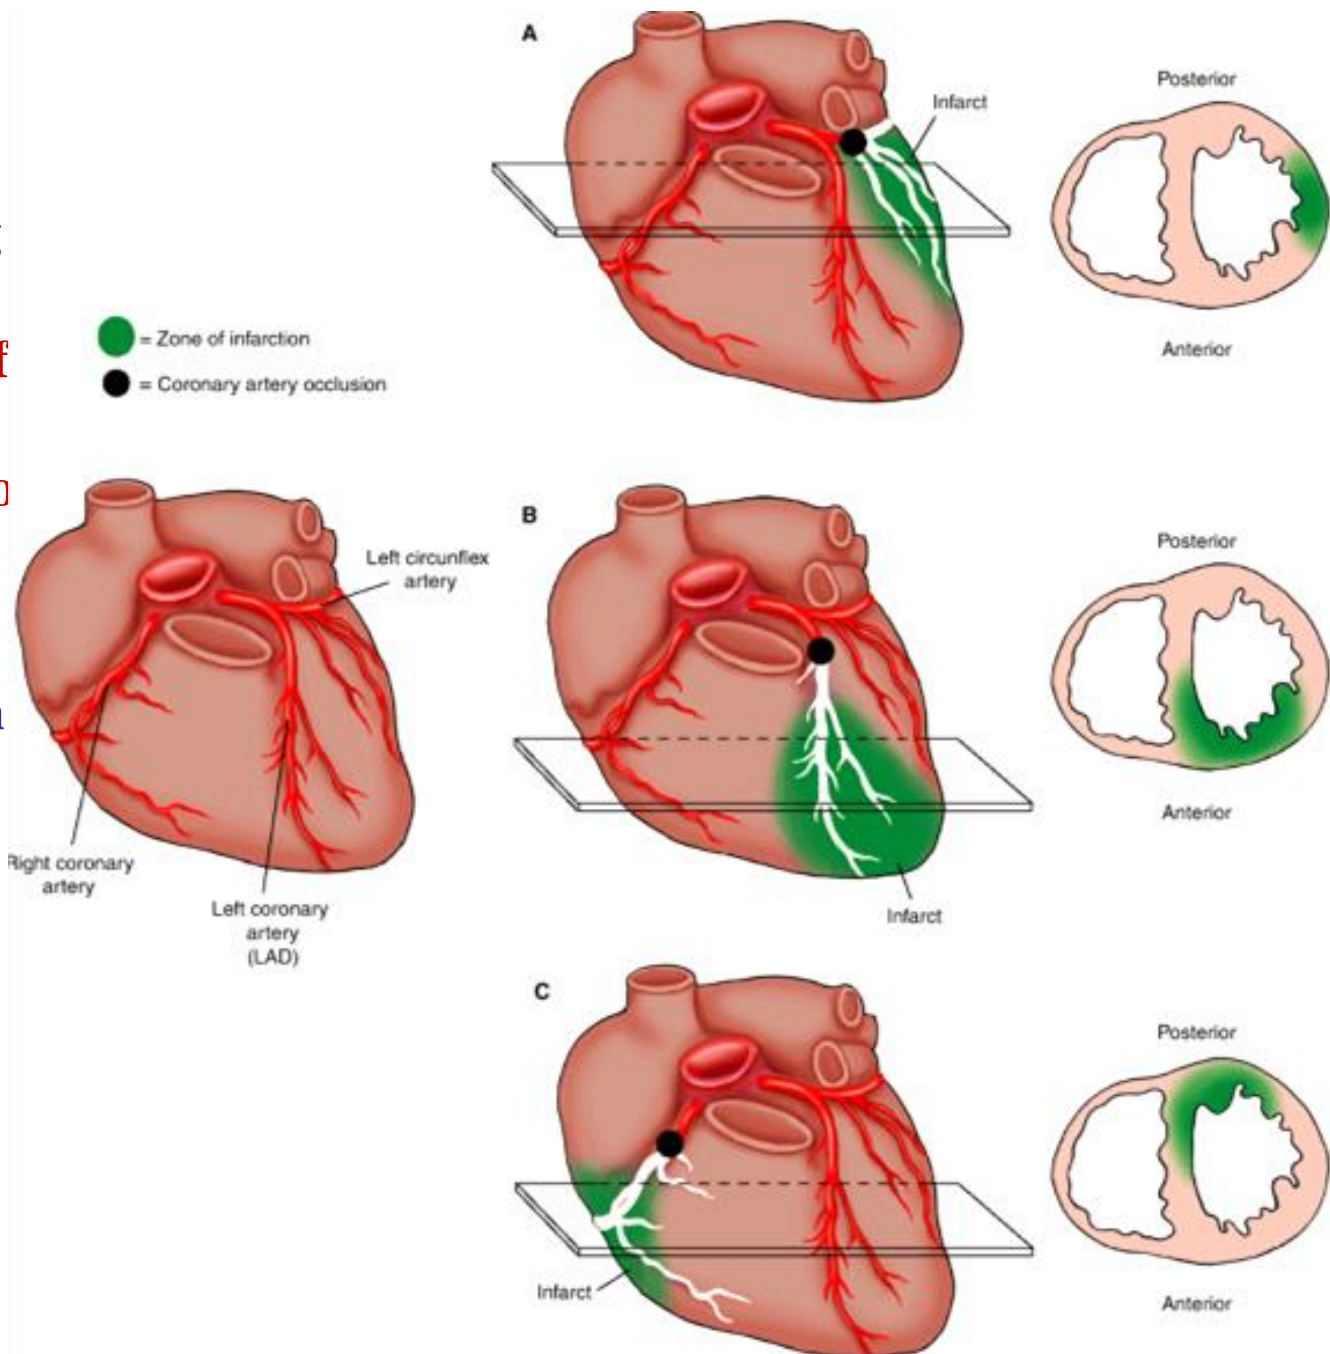 A
Posterior
Infarct
Anterior
= Zone of infarction
= Coronary artery occlusion
f
B
Posterior
Left circunflex
artery
Anterior
Right coronary
artery
Left coronary
artery
(LAD)
Infarct
C
Posterior
Infarct
Anterior